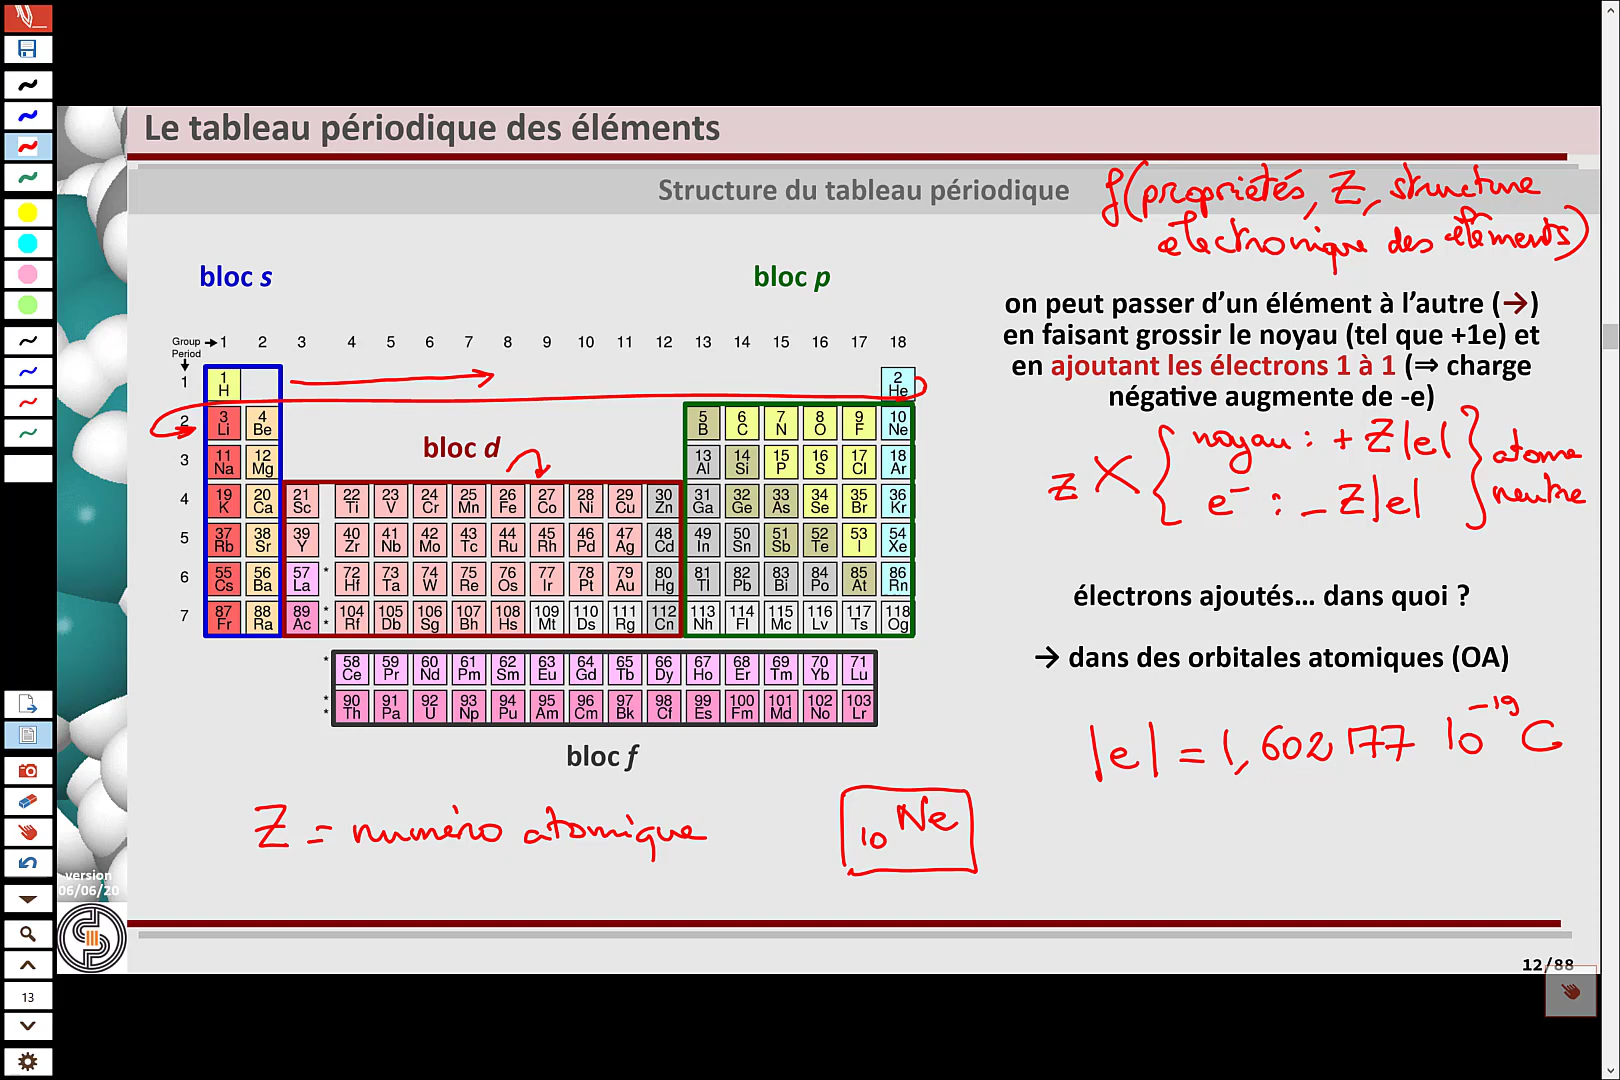 Le tableau périodique des éléments
Structure du tableau périodique
f(propriétés, Z, structure
électronique des éléments)
bloc s
bloc p
on peut passer d’un élément à l’autre (→)
en faisant grossir le noyau (tel que +1e) et
en ajoutant les électrons 1 à 1 (⇒ charge
négative augmente de -e)
Group → 1 2 3 4 5 6 7 8 9 10 11 12 13 14 15 16 17 18
Period
1
1 H
2 He
2
3 Li 4 Be
5 B 6 C 7 N 8 O 9 F 10 Ne
bloc d
3
11 Na 12 Mg
13 Al 14 Si 15 P 16 S 17 Cl 18 Ar
4
19 K 20 Ca 21 Sc 22 Ti 23 V 24 Cr 25 Mn 26 Fe 27 Co 28 Ni 29 Cu 30 Zn 31 Ga 32 Ge 33 As 34 Se 35 Br 36 Kr
5
37 Rb 38 Sr 39 Y 40 Zr 41 Nb 42 Mo 43 Tc 44 Ru 45 Rh 46 Pd 47 Ag 48 Cd 49 In 50 Sn 51 Sb 52 Te 53 I 54 Xe
6
55 Cs 56 Ba 57 La * 72 Hf 73 Ta 74 W 75 Re 76 Os 77 Ir 78 Pt 79 Au 80 Hg 81 Tl 82 Pb 83 Bi 84 Po 85 At 86 Rn
7
87 Fr 88 Ra 89 Ac * * 104 Rf 105 Db 106 Sg 107 Bh 108 Hs 109 Mt 110 Ds 111 Rg 112 Cn 113 Nh 114 Fl 115 Mc 116 Lv 117 Ts 118 Og
* 58 Ce 59 Pr 60 Nd 61 Pm 62 Sm 63 Eu 64 Gd 65 Tb 66 Dy 67 Ho 68 Er 69 Tm 70 Yb 71 Lu
* * 90 Th 91 Pa 92 U 93 Np 94 Pu 95 Am 96 Cm 97 Bk 98 Cf 99 Es 100 Fm 101 Md 102 No 103 Lr
bloc f
noyau : + Z|e|
z X
e⁻ : - Z|e|
atome
neutre
électrons ajoutés… dans quoi ?
→ dans des orbitales atomiques (OA)
|e| = 1,602177 10⁻¹⁹ C
Z = numéro atomique
10 Ne
version
06/06/20
12/88
13